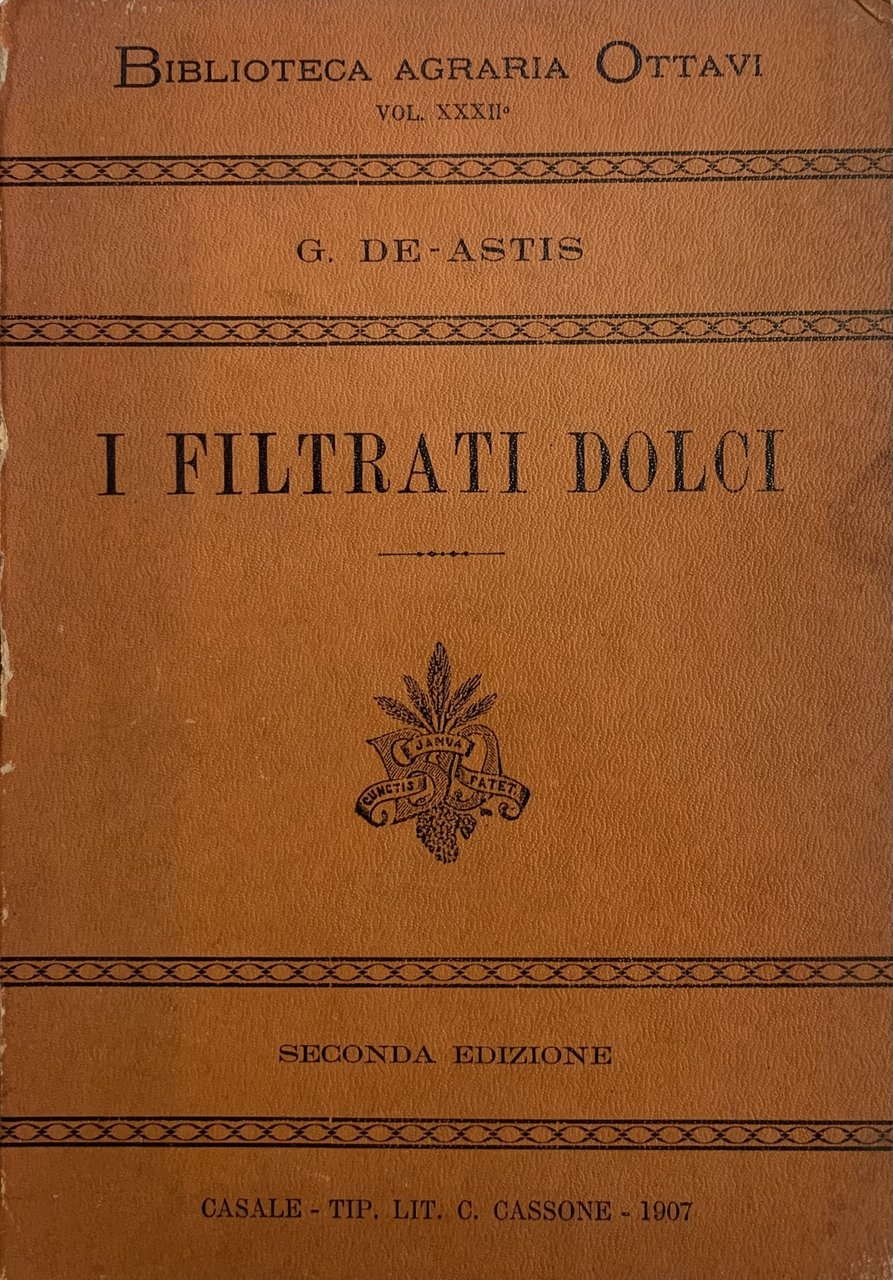 BIBLIOTECA AGRARIA OTTAVI
VOL. XXXIIº
G. DE-ASTIS
I FILTRATI DOLCI
JANUA
CUNCTIS
PATET
SECONDA EDIZIONE
CASALE - TIP. LIT. C. CASSONE - 1907